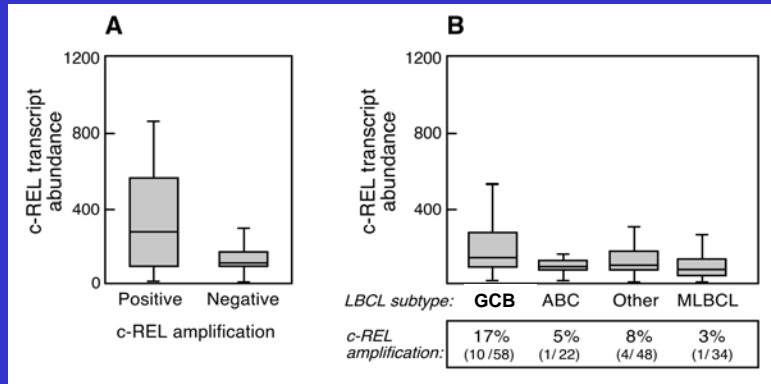 A
1200
800
400
0
c-REL transcript
abundance
Positive Negative
c-REL amplification
B
1200
800
400
c-REL transcript
abundance
LBCL subtype: GCB ABC Other MLBCL
c-REL
amplification:
17% 5% 8% 3%
(10/58) (1/22) (4/48) (1/34)